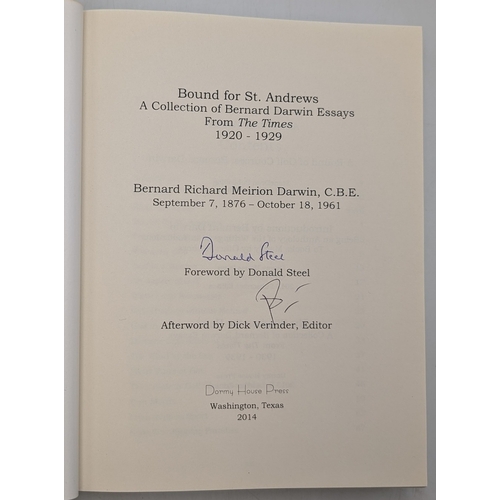 Bound for St. Andrews
A Collection of Bernard Darwin Essays
From The Times
1920 - 1929
Bernard Richard Meirion Darwin, C.B.E.
September 7, 1876 – October 18, 1961
Donald Steel
Foreword by Donald Steel
Afterword by Dick Verinder, Editor
Dormy House Press
Washington, Texas
2014